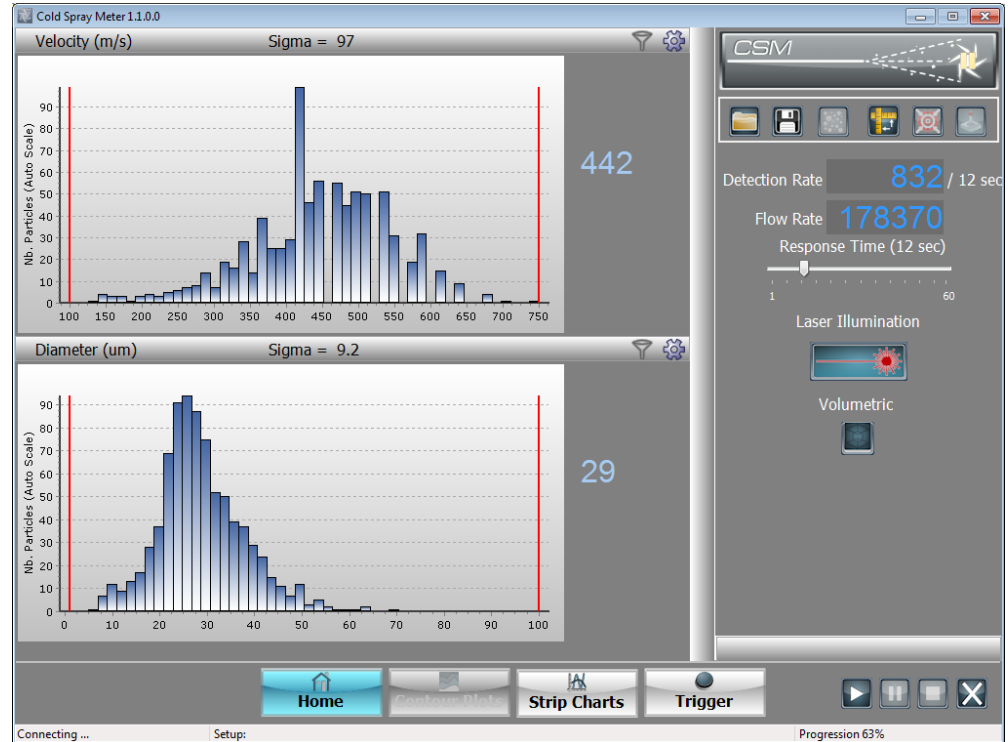 Cold Spray Meter 1.1.0.0
Velocity (m/s) Sigma = 97
Nb. Particles (Auto Scale)
90
80
70
60
50
40
30
20
10
0
100 150 200 250 300 350 400 450 500 550 600 650 700 750
442
Diameter (um) Sigma = 9.2
Nb. Particles (Auto Scale)
90
80
70
60
50
40
30
20
10
0
0 10 20 30 40 50 60 70 80 90 100
29
CSM
Detection Rate 832 / 12 sec
Flow Rate 178370
Response Time (12 sec)
1 60
Laser Illumination
Volumetric
Home Contour Plots Strip Charts Trigger
Connecting ... Setup: Progression 63%